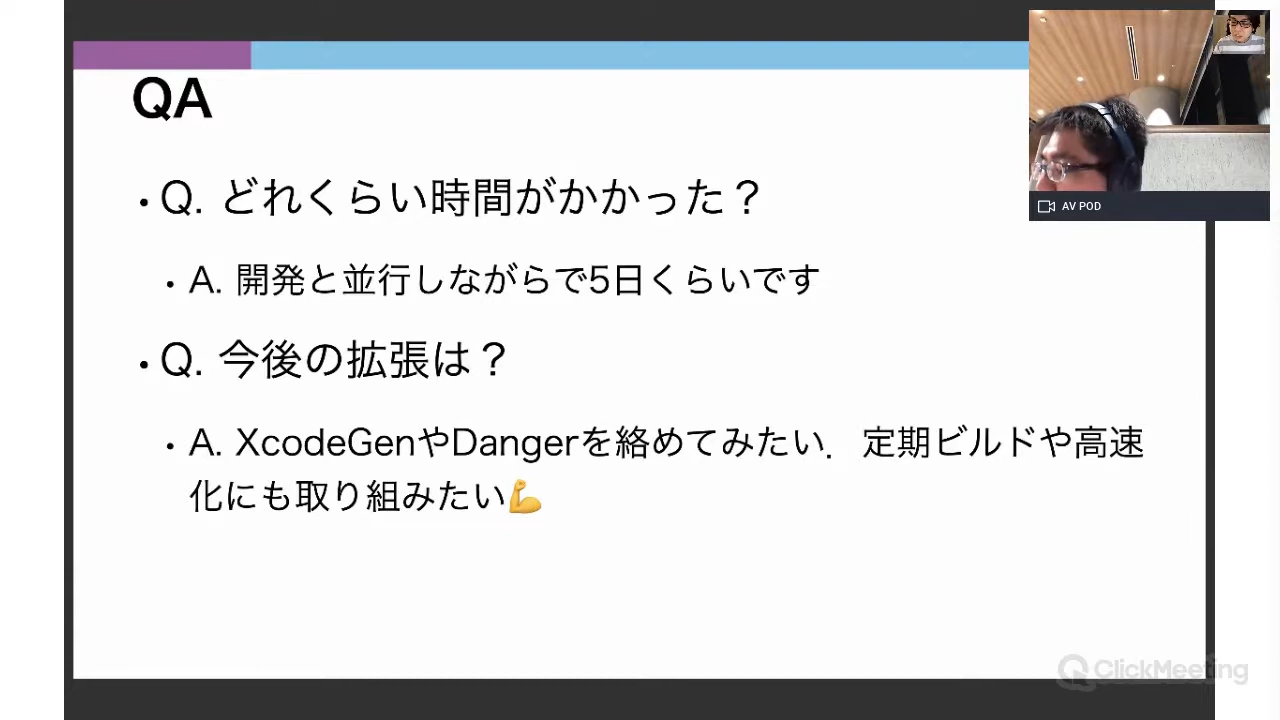 QA
・Q. どれくらい時間がかかった？
・A. 開発と並行しながらで5日くらいです
・Q. 今後の拡張は？
・A. XcodeGenやDangerを絡めてみたい．定期ビルドや高速
化にも取り組みたい💪
AV POD
ClickMeeting